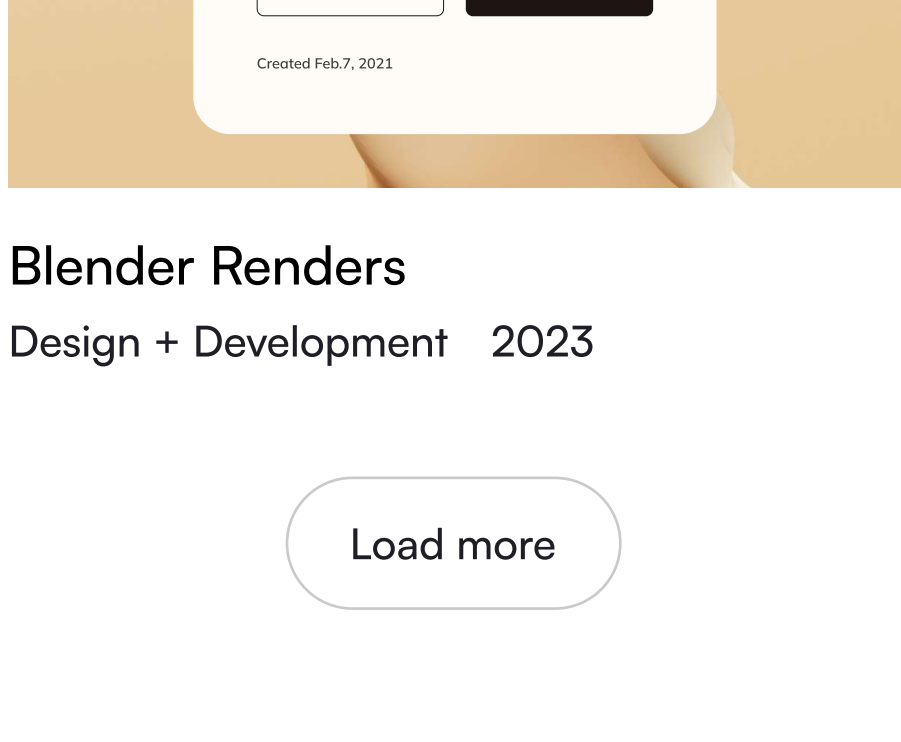 Created Feb.7, 2021
Blender Renders
Design + Development 2023
Load more